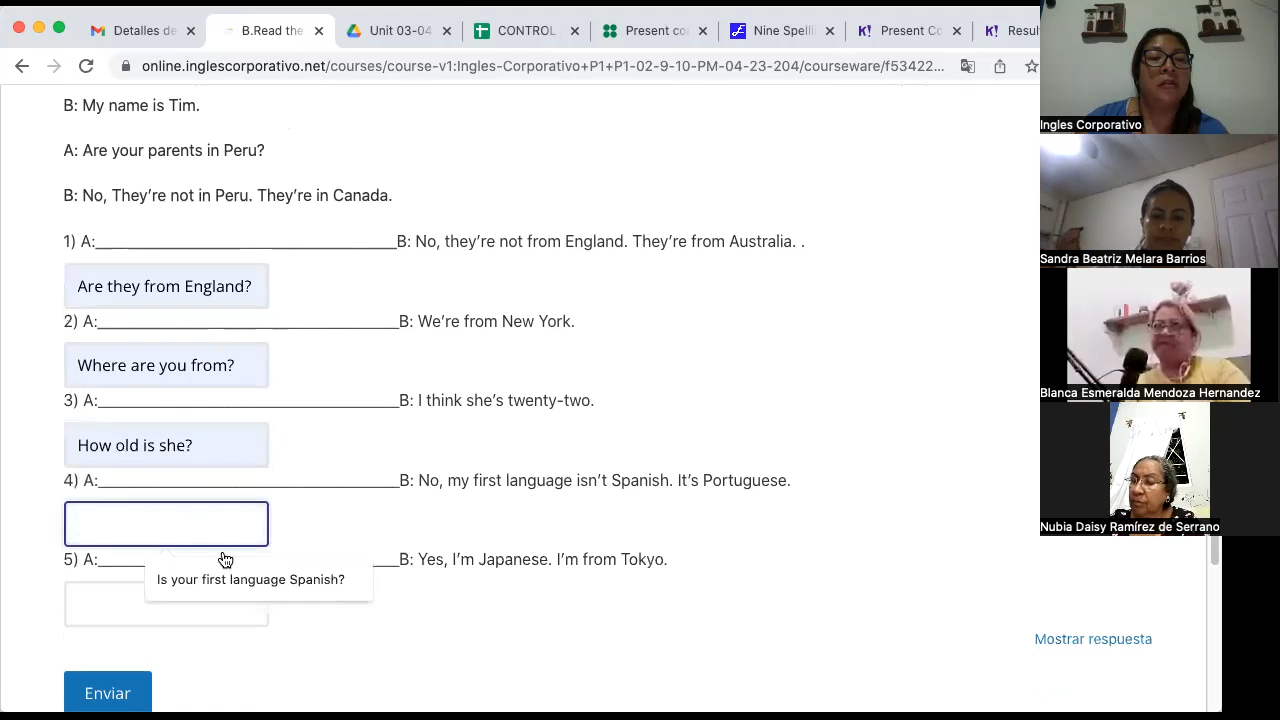 Detalles de
B.Read the
Unit 03-04
CONTROL
Present co
Nine Spelli
Present Co
Resul
online.inglescorporativo.net/courses/course-v1:Ingles-Corporativo+P1+P1-02-9-10-PM-04-23-204/courseware/f53422...
B: My name is Tim.
A: Are your parents in Peru?
B: No, They’re not in Peru. They’re in Canada.
1) A:__________________________________B: No, they’re not from England. They’re from Australia. .
Are they from England?
2) A:__________________________________B: We’re from New York.
Where are you from?
3) A:__________________________________B: I think she’s twenty-two.
How old is she?
4) A:__________________________________B: No, my first language isn’t Spanish. It’s Portuguese.
5) A:__________________________________B: Yes, I’m Japanese. I’m from Tokyo.
Is your first language Spanish?
Mostrar respuesta
Enviar
Ingles Corporativo
Sandra Beatriz Melara Barrios
Blanca Esmeralda Mendoza Hernandez
Nubia Daisy Ramírez de Serrano